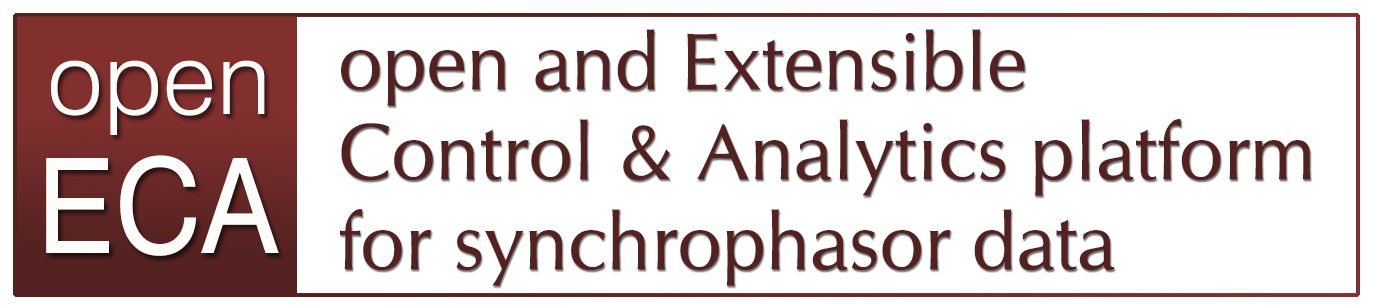 open
ECA
open and Extensible
Control & Analytics platform
for synchrophasor data